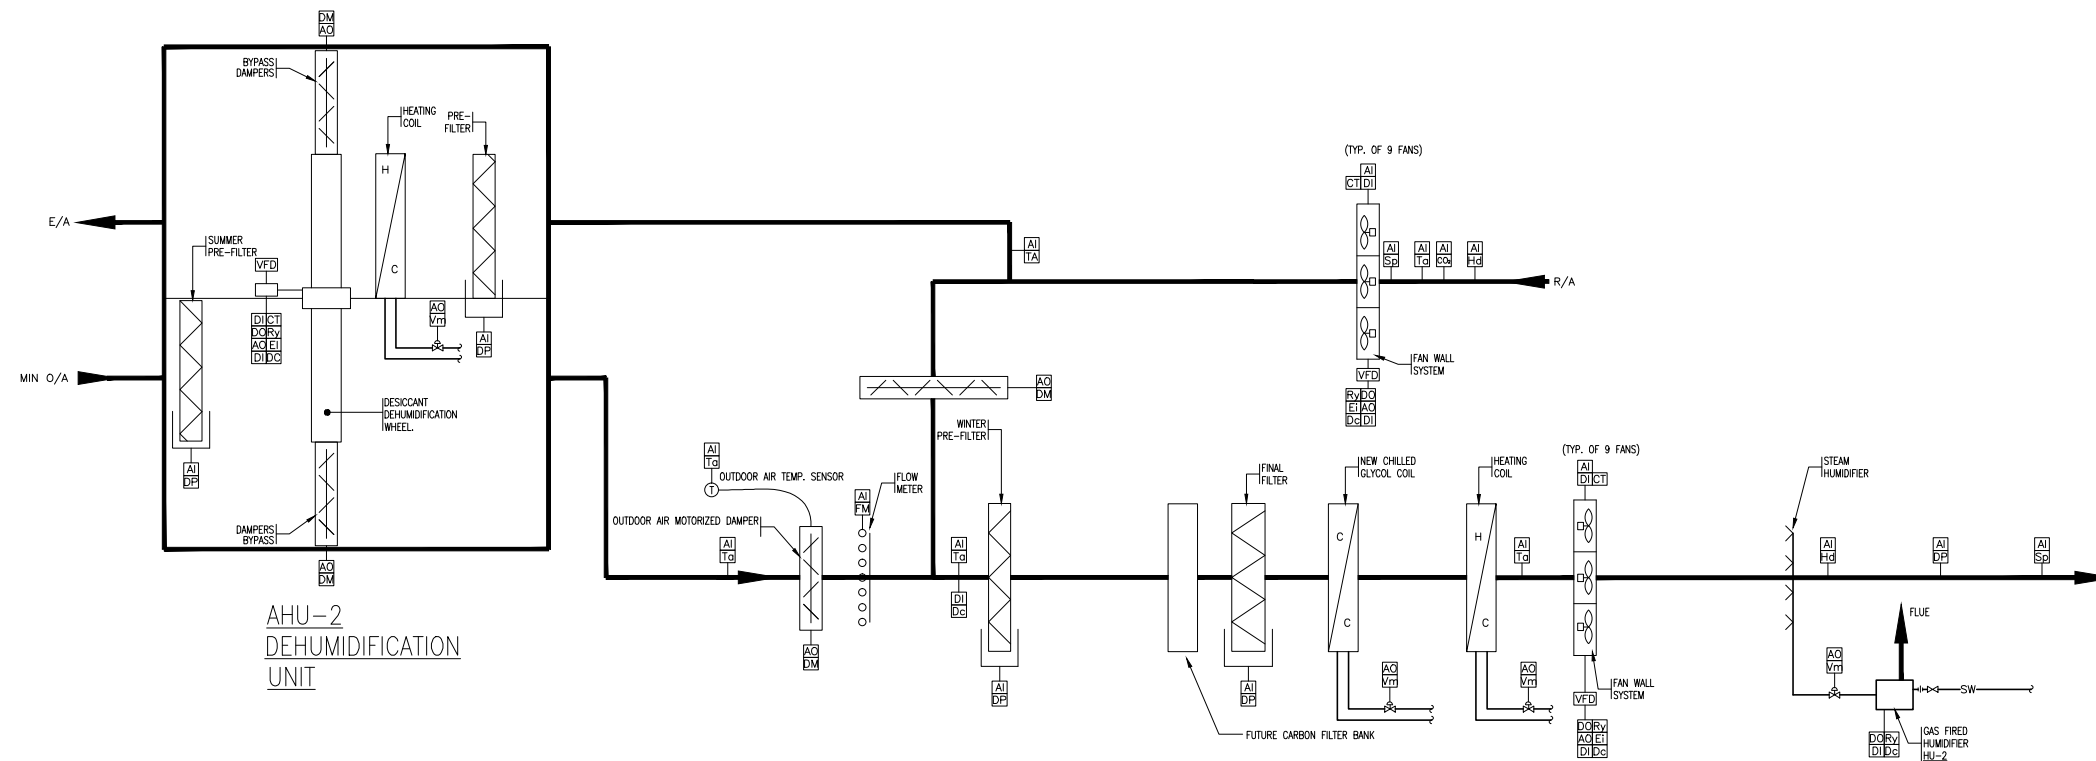 DM
AO
BYPASS
DAMPERS
HEATING
COIL
PRE-
FILTER
H
C
E/A
SUMMER
PRE-FILTER
VFD
DI CT
DO Ry
AO EI
DI DC
AO
Vm
AI
DP
MIN O/A
DESICCANT
DEHUMIDIFICATION
WHEEL.
AI
DP
DAMPERS
BYPASS
AO
DM
AHU-2
DEHUMIDIFICATION
UNIT
AI
TA
(TYP. OF 9 FANS)
AI
CT DI
AI
Sp
AI
Ta
AI
CO₂
AI
Hd
R/A
FAN WALL
SYSTEM
VFD
Ry DO
Ei AO
Dc DI
AO
DM
AI
Ta
T
OUTDOOR AIR TEMP. SENSOR
OUTDOOR AIR MOTORIZED DAMPER
AI
Ta
AO
DM
AI
FM
FLOW
METER
AI
Ta
DI
Dc
WINTER
PRE-FILTER
AI
DP
FUTURE CARBON FILTER BANK
FINAL
FILTER
AI
DP
NEW CHILLED
GLYCOL COIL
C
C
AO
Vm
HEATING
COIL
H
C
AO
Vm
AI
Ta
(TYP. OF 9 FANS)
AI
DI CT
FAN WALL
SYSTEM
VFD
DO Ry
AO Ei
DI Dc
STEAM
HUMIDIFIER
AI
Hd
AI
DP
AI
Sp
FLUE
AO
Vm
SW
DO Ry
DI Dc
GAS FIRED
HUMIDIFIER
HU-2